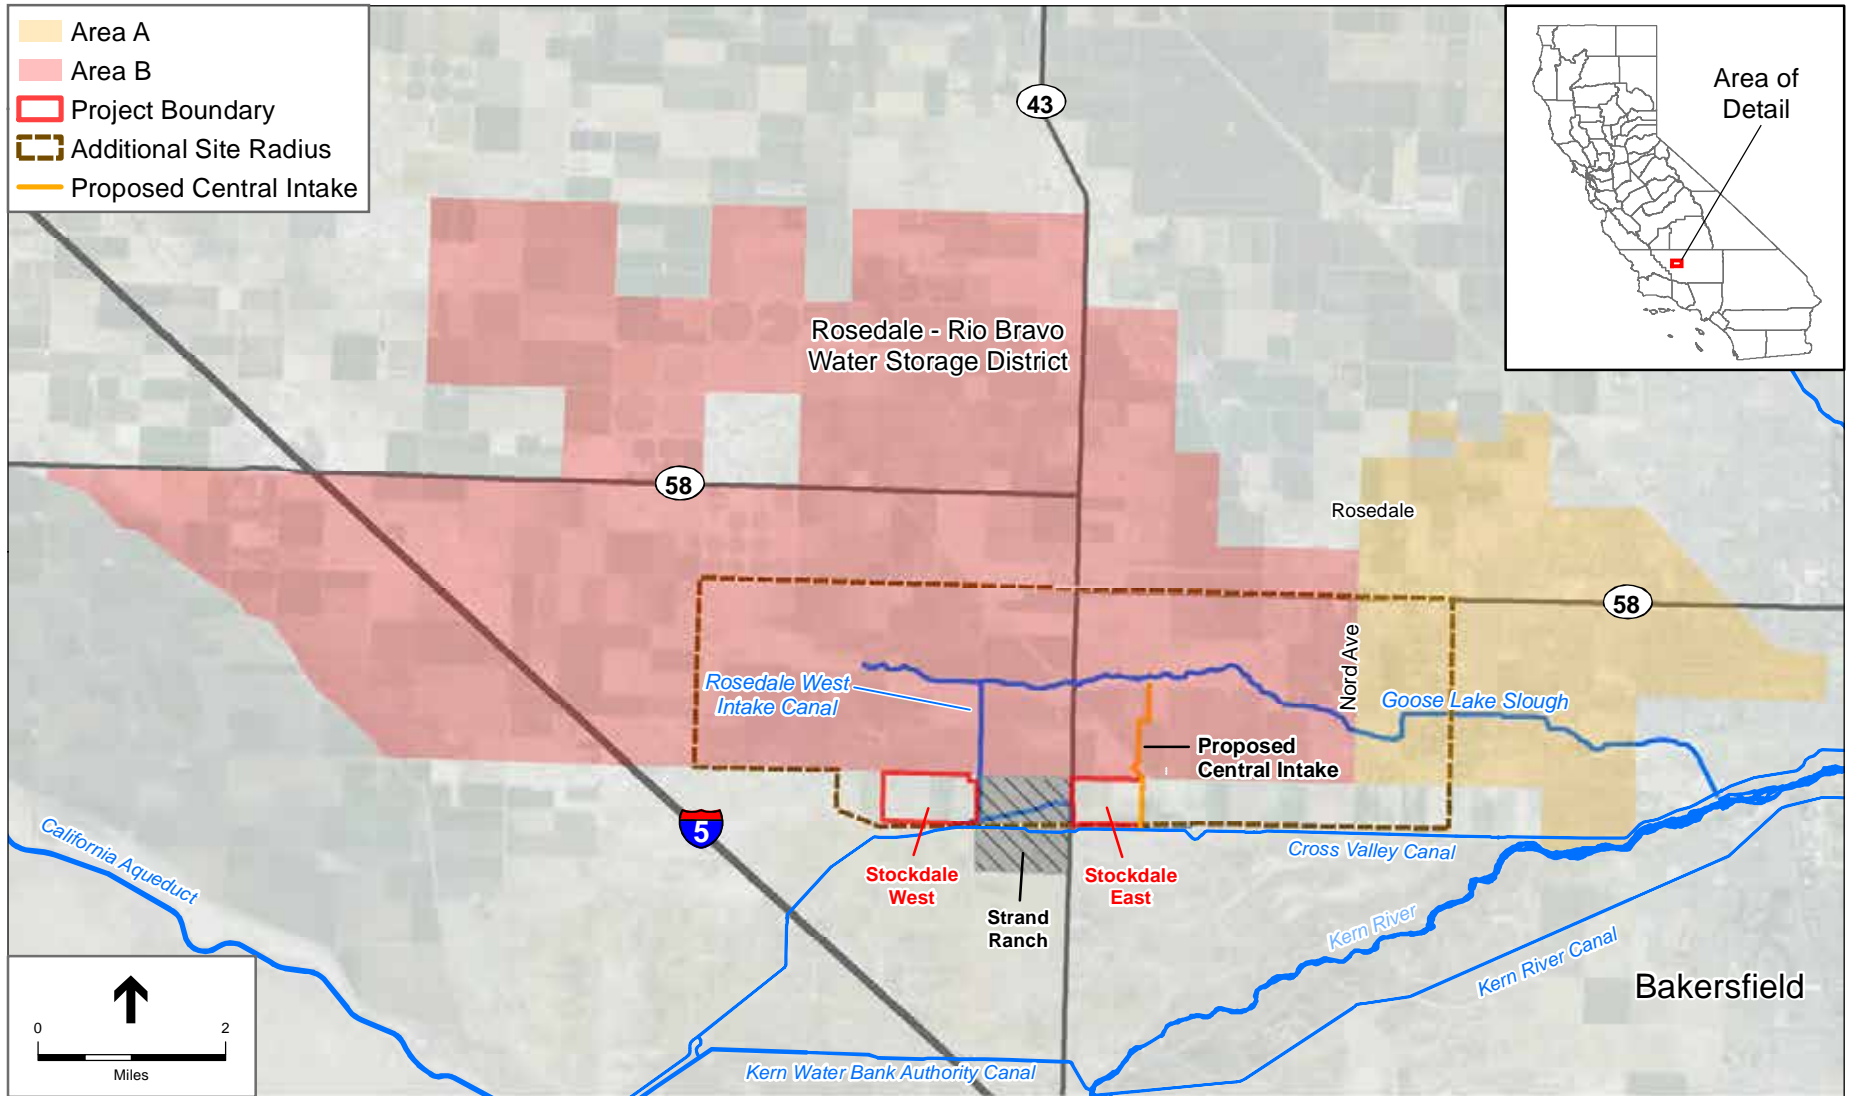 Area A
Area B
Project Boundary
Additional Site Radius
Proposed Central Intake
43
Area of
Detail
Rosedale - Rio Bravo
Water Storage District
58
Rosedale
58
Nord Ave
Rosedale West
Intake Canal
Goose Lake Slough
Proposed
Central Intake
5
California Aqueduct
Cross Valley Canal
Stockdale
West
Stockdale
East
Strand
Ranch
Kern River
Kern River Canal
Bakersfield
0 2
Miles
Kern Water Bank Authority Canal